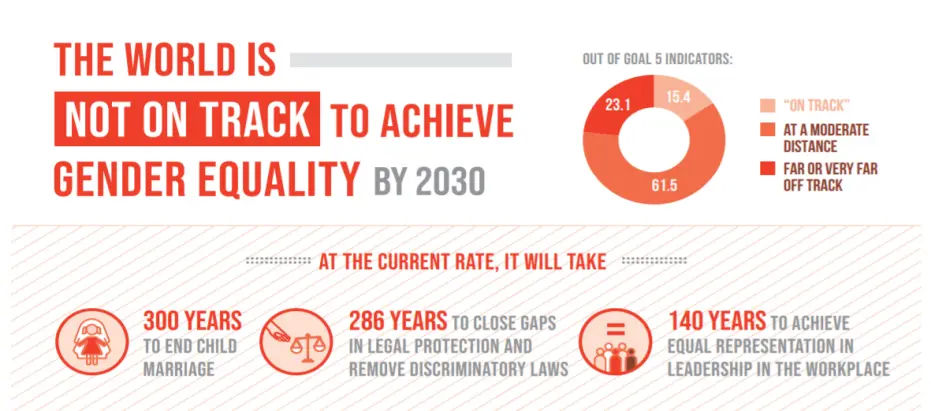 THE WORLD IS
NOT ON TRACK TO ACHIEVE
GENDER EQUALITY BY 2030
OUT OF GOAL 5 INDICATORS:
23.1
15.4
61.5
“ON TRACK”
AT A MODERATE
DISTANCE
FAR OR VERY FAR
OFF TRACK
AT THE CURRENT RATE, IT WILL TAKE
300 YEARS
TO END CHILD
MARRIAGE
286 YEARS TO CLOSE GAPS
IN LEGAL PROTECTION AND
REMOVE DISCRIMINATORY LAWS
=
140 YEARS TO ACHIEVE
EQUAL REPRESENTATION IN
LEADERSHIP IN THE WORKPLACE